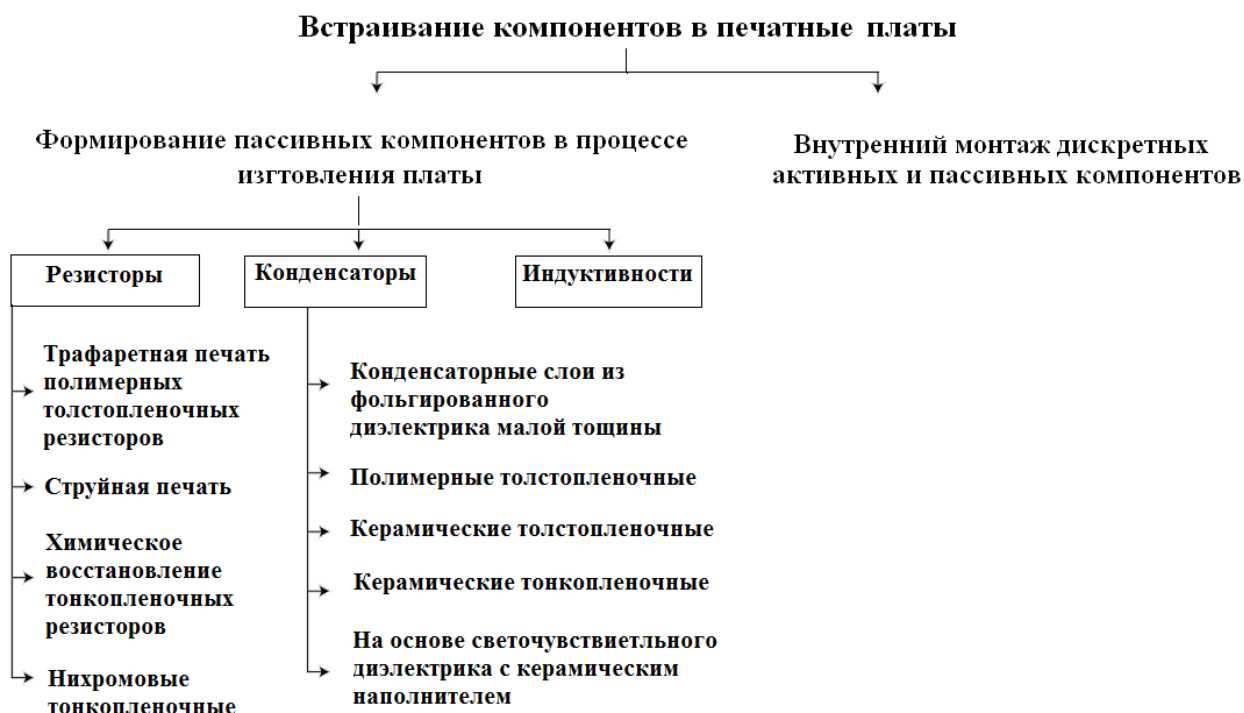 Встраивание компонентов в печатные платы
Формирование пассивных компонентов в процессе
изгтовления платы
Внутренний монтаж дискретных
активных и пассивных компонентов
Резисторы
Конденсаторы
Индуктивности
Трафаретная печать
полимерных
толстопленочных
резисторов
Струйная печать
Химическое
восстановление
тонкопленочных
резисторов
Нихромовые
тонкопленочные
Конденсаторные слои из
фольгированного
диэлектрика малой тощины
Полимерные толстопленочные
Керамические толстопленочные
Керамические тонкопленочные
На основе светочувствиетльного
диэлектрика с керамическим
наполнителем